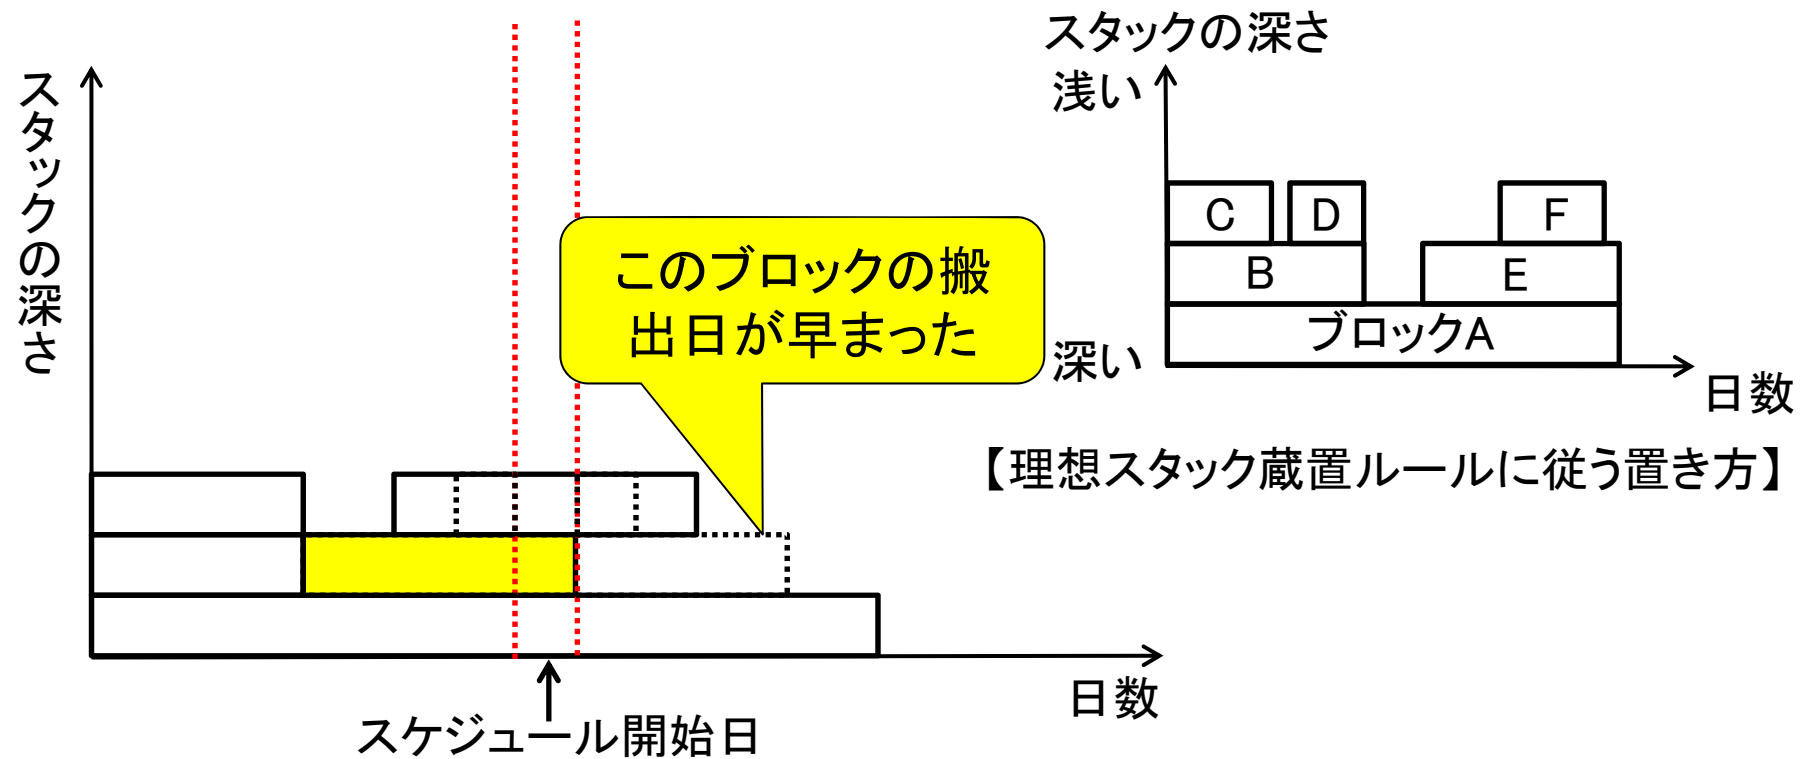 スタックの深さ
このブロックの搬
出日が早まった
スケジュール開始日
日数
スタックの深さ
浅い
深い
C
D
F
B
E
ブロックA
日数
【理想スタック蔵置ルールに従う置き方】